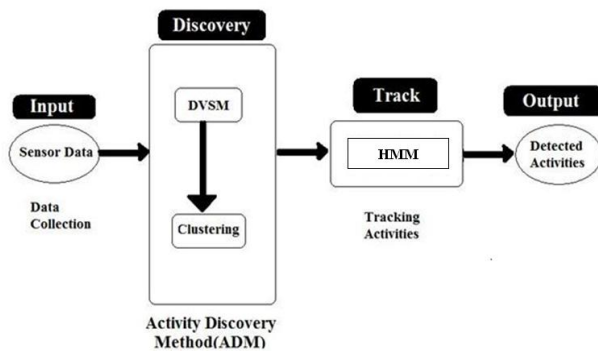 Discovery
Input
Track
Output
DVSM
Sensor Data
HMM
Detected
Activities
Data
Collection
Clustering
Tracking
Activities
Activity Discovery
Method(ADM)